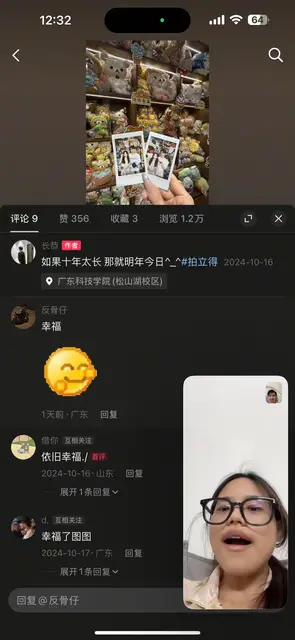 12:32
64
评论 9 赞 356 收藏 3 浏览 1.2万
长恭 作者
如果十年太长 那就明年今日^_^#拍立得 2024-10-16
广东科技学院 (松山湖校区)
反骨仔
幸福
1天前 · 广东 回复
借你 互相关注
依旧幸福./ 首评
2024-10-16 · 山东 回复
展开1条回复
d. 互相关注
幸福了图图
2024-10-17 · 广东 回复
展开1条回复
回复 @ 反骨仔